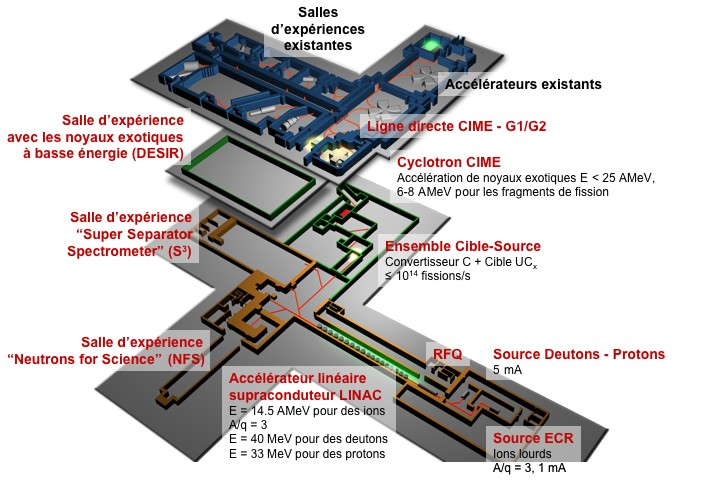 Salles
d’expériences
existantes
Accélérateurs existants
Salle d’expérience
avec les noyaux exotiques
à basse énergie (DESIR)
Ligne directe CIME - G1/G2
Cyclotron CIME
Accélération de noyaux exotiques E < 25 AMeV,
6-8 AMeV pour les fragments de fission
Salle d’expérience
“Super Separator
Spectrometer” (S³)
Ensemble Cible-Source
Convertisseur C + Cible UCₓ
≤ 10¹⁴ fissions/s
Salle d’expérience
“Neutrons for Science” (NFS)
RFQ
Source Deutons - Protons
5 mA
Accélérateur linéaire
supraconduteur LINAC
E = 14.5 AMeV pour des ions
A/q = 3
E = 40 MeV pour des deutons
E = 33 MeV pour des protons
Source ECR
Ions lourds
A/q = 3, 1 mA